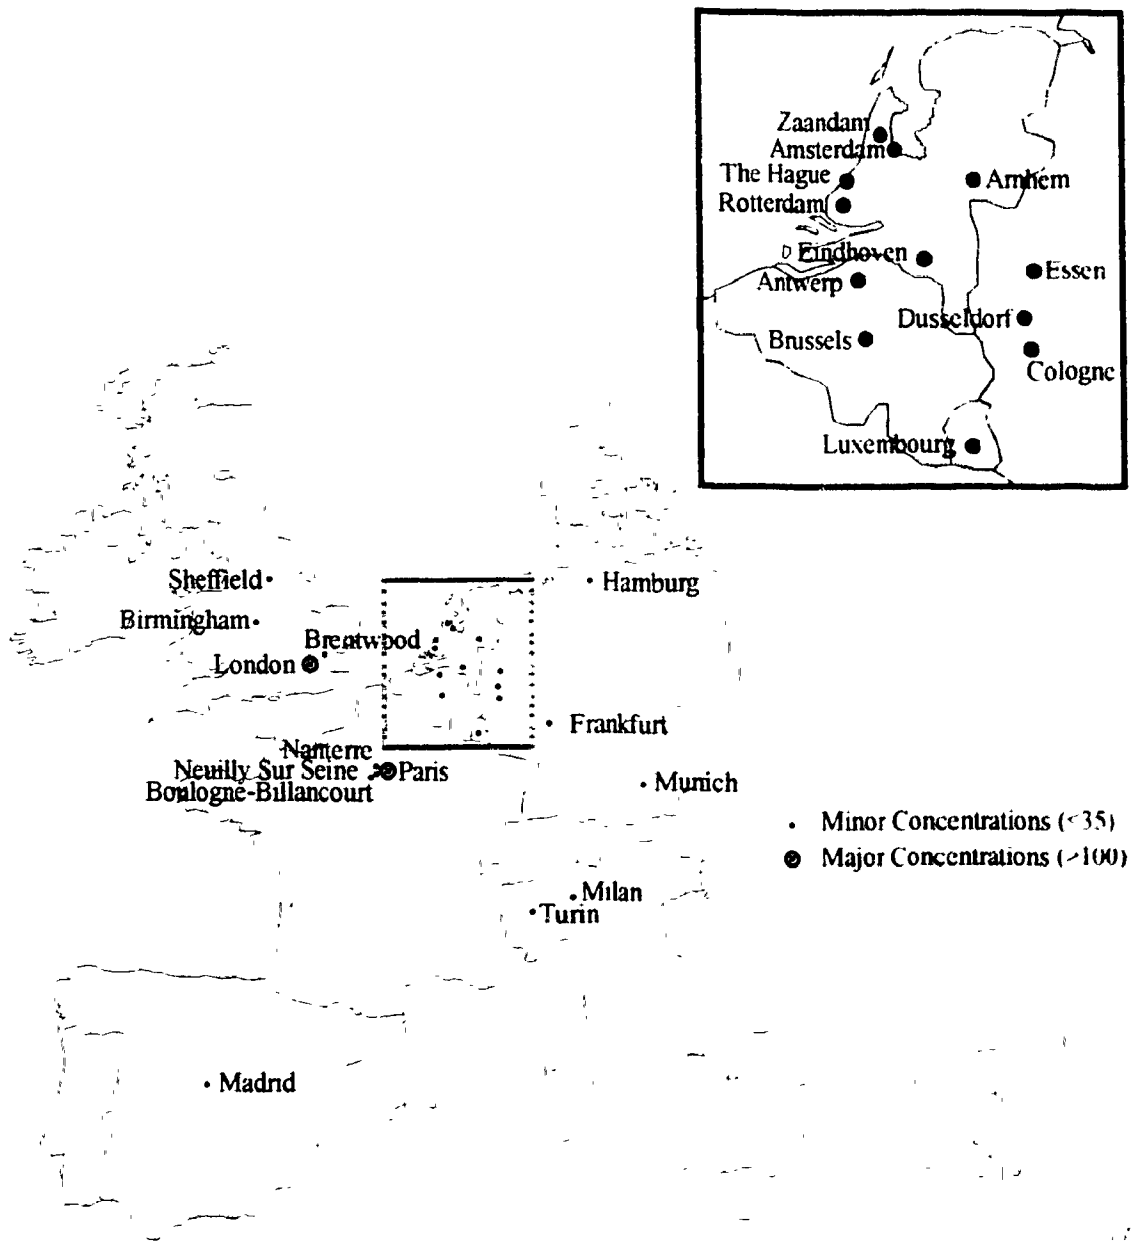 Zaandam
Amsterdam
The Hague
Arnhem
Rotterdam
Eindhoven
Essen
Antwerp
Dusseldorf
Brussels
Cologne
Luxembourg
Sheffield
Hamburg
Birmingham
Brentwood
London
Frankfurt
Nanterre
Neuilly Sur Seine
Paris
Boulogne-Billancourt
Munich
Minor Concentrations (<35)
Major Concentrations (>100)
Milan
Turin
Madrid